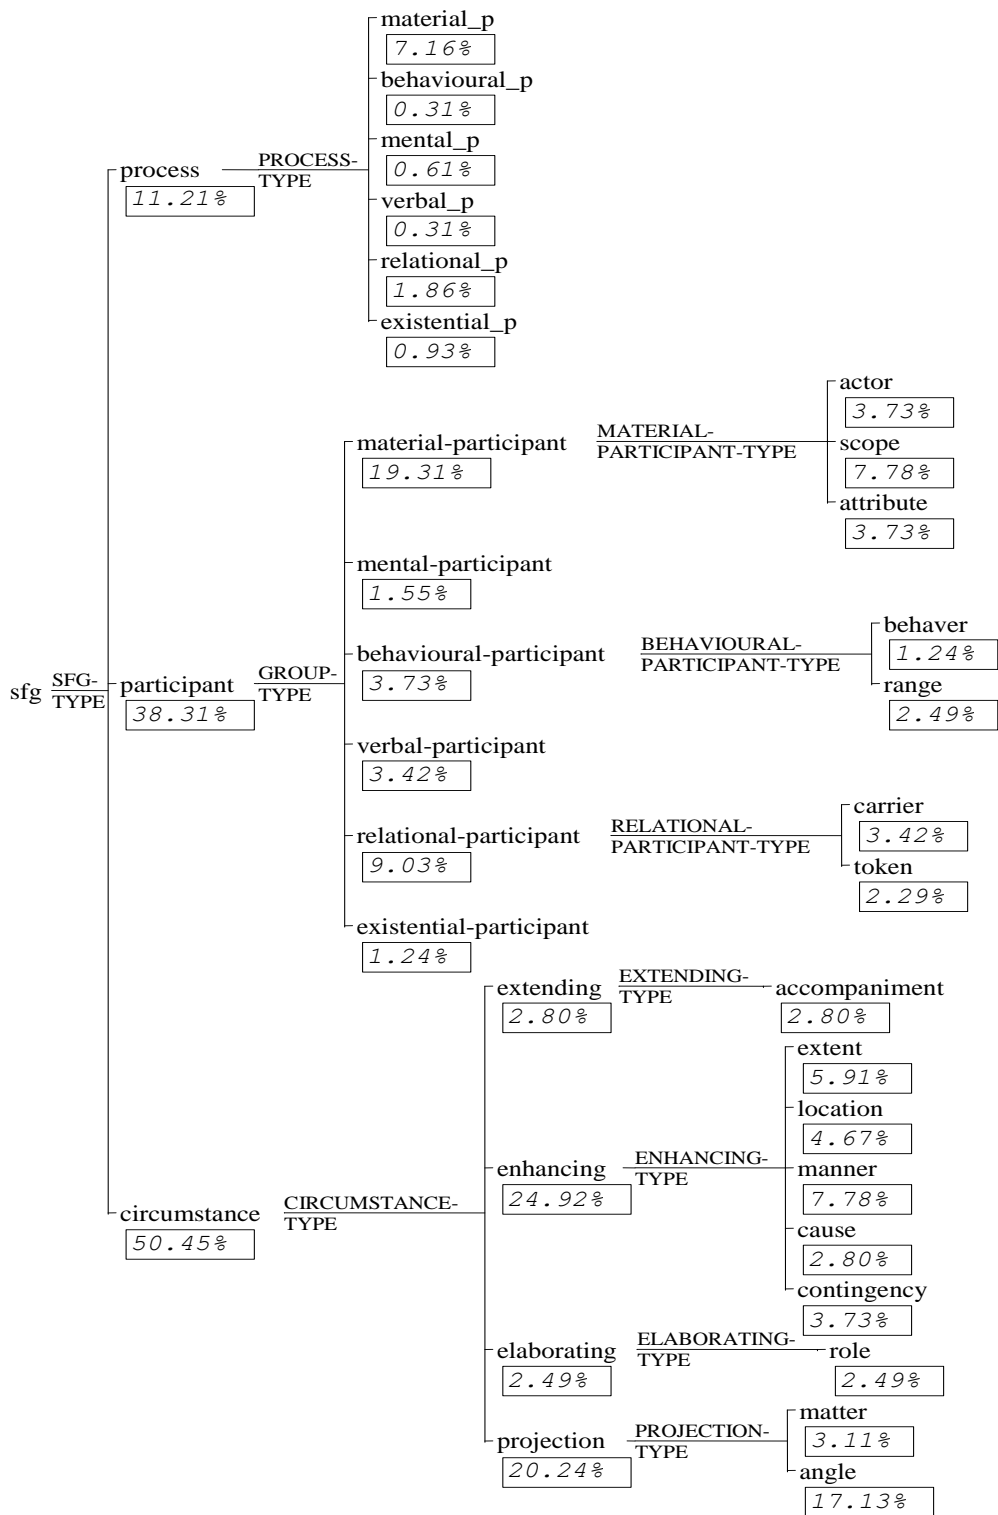 material_p
7.16%
behavioural_p
0.31%
mental_p
0.61%
verbal_p
0.31%
relational_p
1.86%
existential_p
0.93%
process
11.21%
PROCESS-
TYPE
actor
3.73%
scope
7.78%
attribute
3.73%
material-participant
19.31%
MATERIAL-
PARTICIPANT-TYPE
mental-participant
1.55%
behavioural-participant
3.73%
BEHAVIOURAL-
PARTICIPANT-TYPE
behaver
1.24%
range
2.49%
sfg
SFG-
TYPE
participant
38.31%
GROUP-
TYPE
verbal-participant
3.42%
relational-participant
9.03%
RELATIONAL-
PARTICIPANT-TYPE
carrier
3.42%
token
2.29%
existential-participant
1.24%
extending
2.80%
EXTENDING-
TYPE
accompaniment
2.80%
extent
5.91%
location
4.67%
enhancing
24.92%
ENHANCING-
TYPE
manner
7.78%
cause
2.80%
contingency
3.73%
circumstance
50.45%
CIRCUMSTANCE-
TYPE
elaborating
2.49%
ELABORATING-
TYPE
role
2.49%
projection
20.24%
PROJECTION-
TYPE
matter
3.11%
angle
17.13%